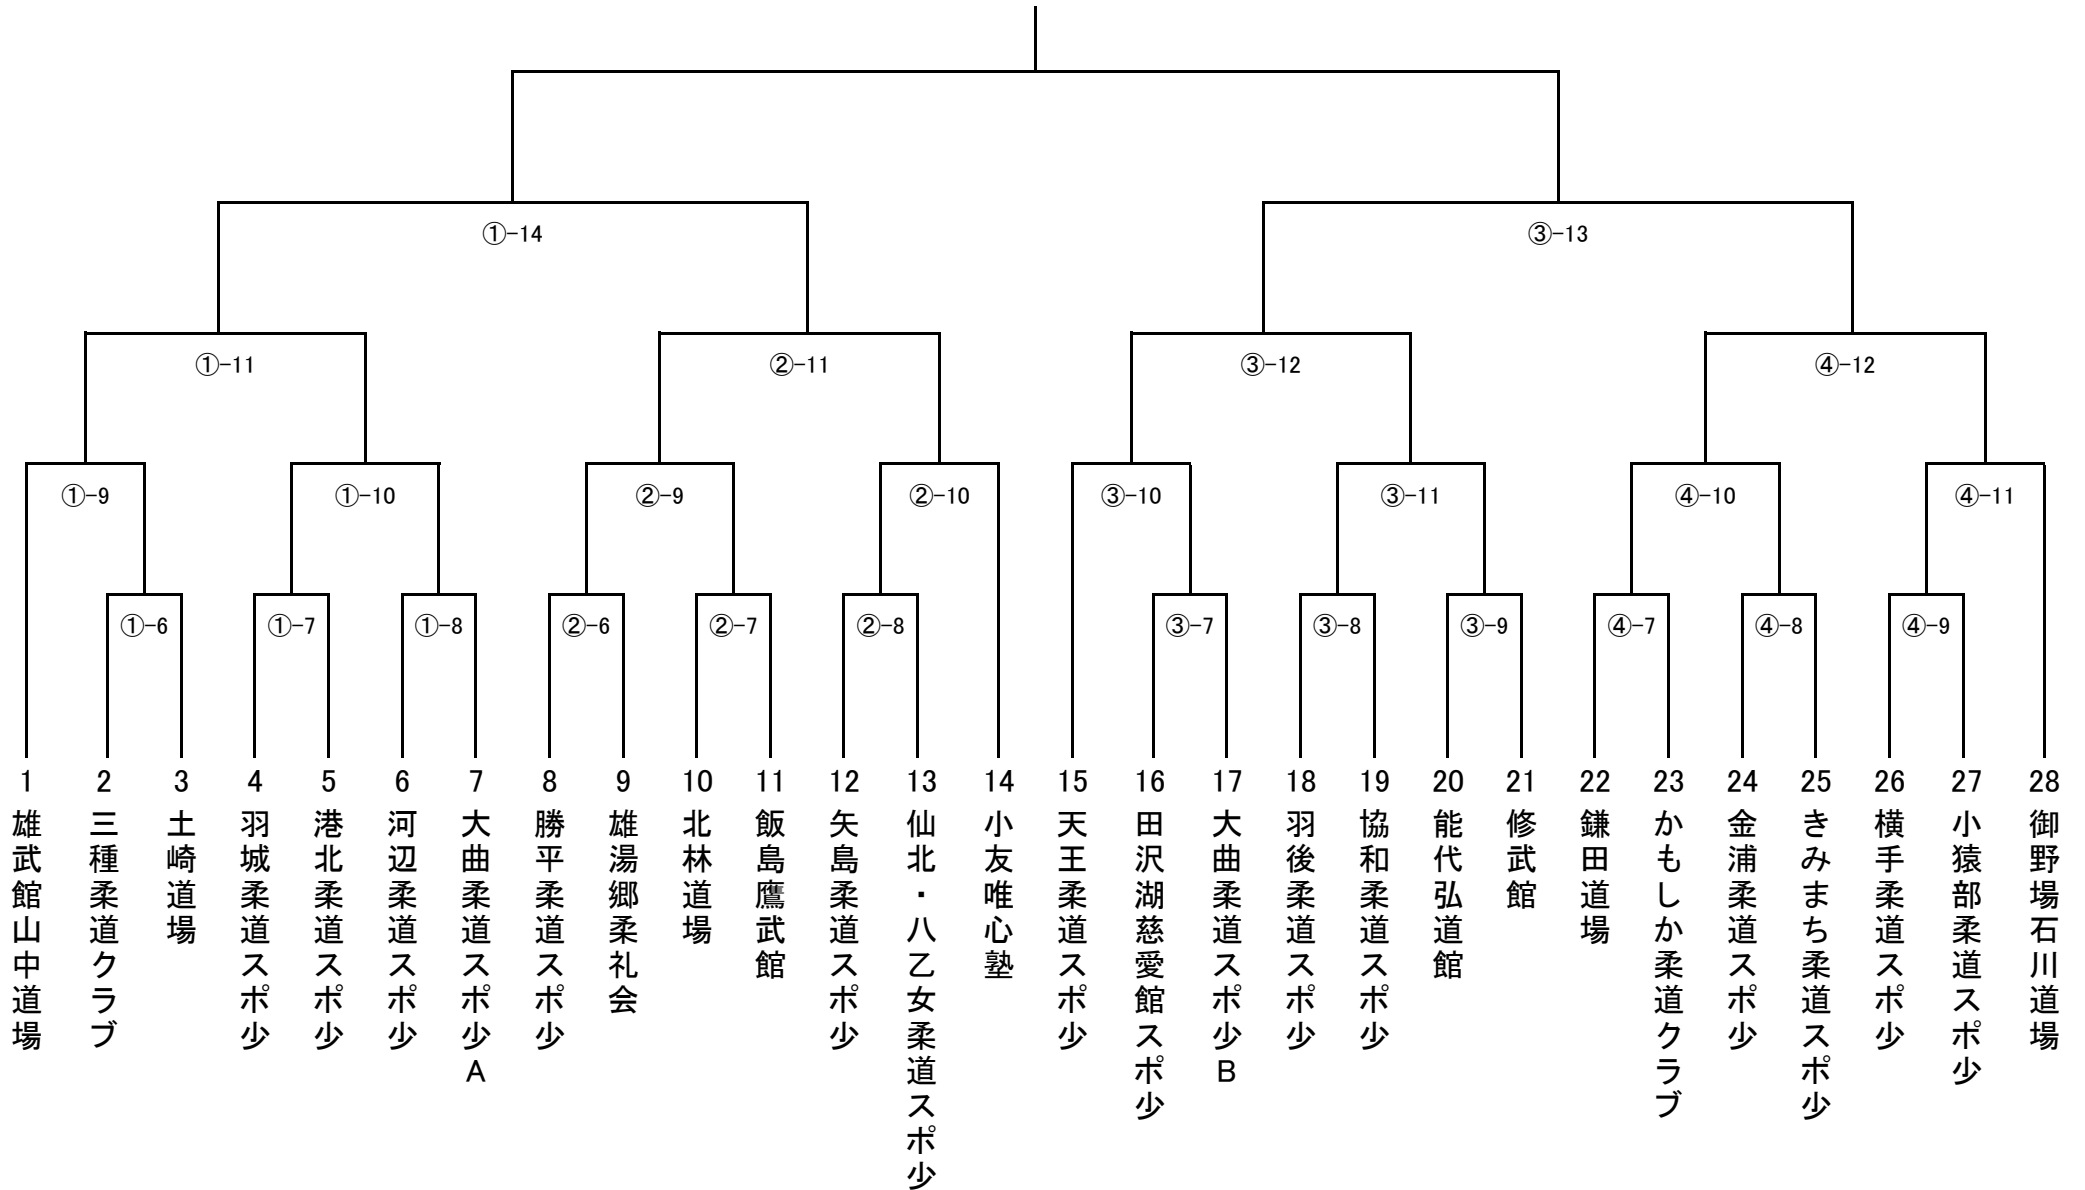 ①-14
③-13
①-11
②-11
③-12
④-12
①-9
①-10
②-9
②-10
③-10
③-11
④-10
④-11
①-6
①-7
①-8
②-6
②-7
②-8
③-7
③-8
③-9
④-7
④-8
④-9
1 雄武館山中道場
2 三種柔道クラブ
3 土崎道場
4 羽城柔道スポ少
5 港北柔道スポ少
6 河辺柔道スポ少
7 大曲柔道スポ少A
8 勝平柔道スポ少
9 雄湯郷柔礼会
10 北林道場
11 飯島鷹武館
12 矢島柔道スポ少
13 仙北・八乙女柔道スポ少
14 小友唯心塾
15 天王柔道スポ少
16 田沢湖慈愛館スポ少
17 大曲柔道スポ少B
18 羽後柔道スポ少
19 協和柔道スポ少
20 能代弘道館
21 修武館
22 鎌田道場
23 かもしか柔道クラブ
24 金浦柔道スポ少
25 きみまち柔道スポ少
26 横手柔道スポ少
27 小猿部柔道スポ少
28 御野場石川道場